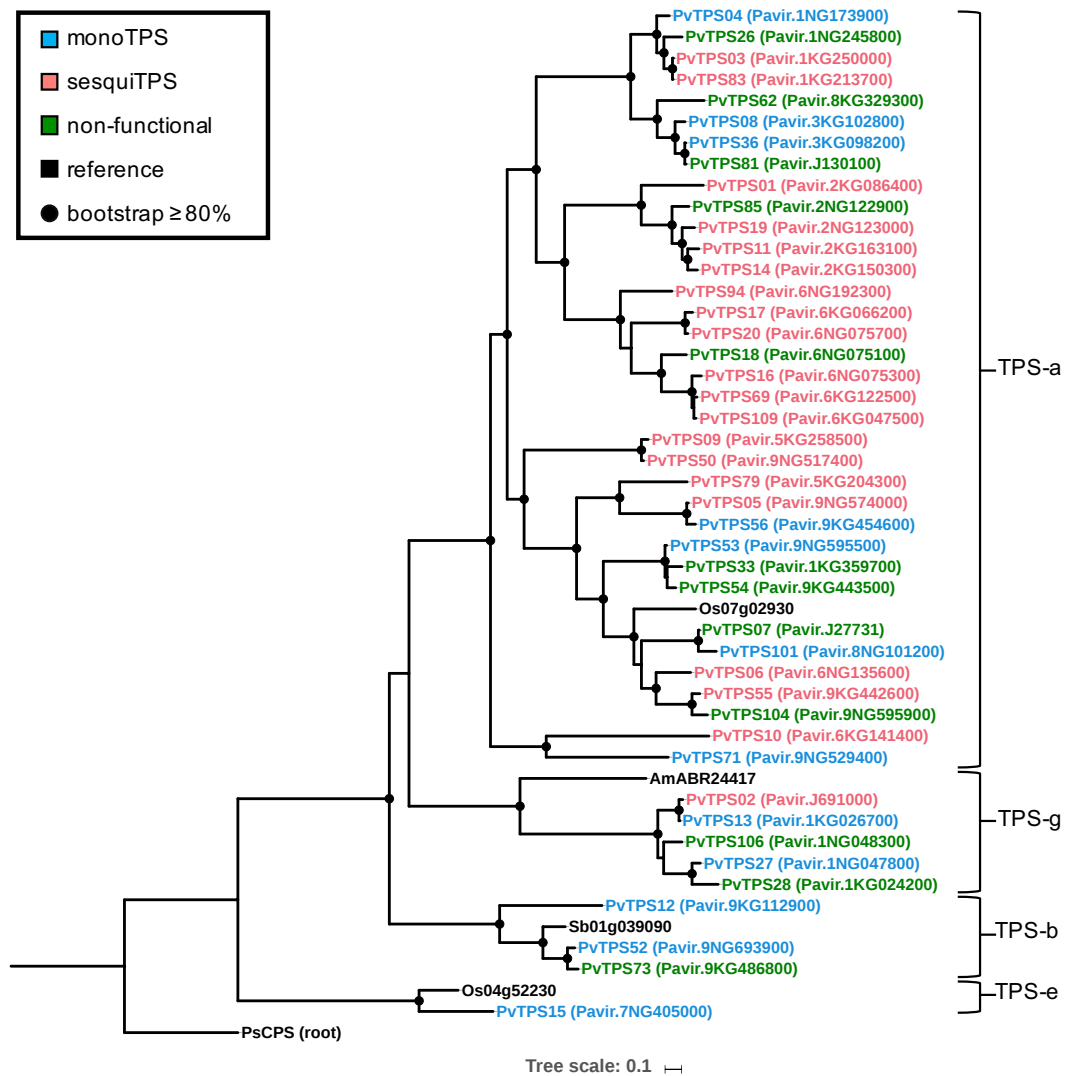 monoTPS
sesquiTPS
non-functional
reference
bootstrap ≥ 80%
PvTPS04 (Pavir.1NG173900)
PvTPS26 (Pavir.1NG245800)
PvTPS03 (Pavir.1KG250000)
PvTPS83 (Pavir.1KG213700)
PvTPS62 (Pavir.8KG329300)
PvTPS08 (Pavir.3KG102800)
PvTPS36 (Pavir.3KG098200)
PvTPS81 (Pavir.J130100)
PvTPS01 (Pavir.2KG086400)
PvTPS85 (Pavir.2NG122900)
PvTPS19 (Pavir.2NG123000)
PvTPS11 (Pavir.2KG163100)
PvTPS14 (Pavir.2KG150300)
PvTPS94 (Pavir.6NG192300)
PvTPS17 (Pavir.6KG066200)
PvTPS20 (Pavir.6NG075700)
PvTPS18 (Pavir.6NG075100)
PvTPS16 (Pavir.6NG075300)
PvTPS69 (Pavir.6KG122500)
PvTPS109 (Pavir.6KG047500)
TPS-a
PvTPS09 (Pavir.5KG258500)
PvTPS50 (Pavir.9NG517400)
PvTPS79 (Pavir.5KG204300)
PvTPS05 (Pavir.9NG574000)
PvTPS56 (Pavir.9KG454600)
PvTPS53 (Pavir.9NG595500)
PvTPS33 (Pavir.1KG359700)
PvTPS54 (Pavir.9KG443500)
Os07g02930
PvTPS07 (Pavir.J27731)
PvTPS101 (Pavir.8NG101200)
PvTPS06 (Pavir.6NG135600)
PvTPS55 (Pavir.9KG442600)
PvTPS104 (Pavir.9NG595900)
PvTPS10 (Pavir.6KG141400)
PvTPS71 (Pavir.9NG529400)
AmABR24417
PvTPS02 (Pavir.J691000)
PvTPS13 (Pavir.1KG026700)
TPS-g
PvTPS106 (Pavir.1NG048300)
PvTPS27 (Pavir.1NG047800)
PvTPS28 (Pavir.1KG024200)
PvTPS12 (Pavir.9KG112900)
Sb01g039090
TPS-b
PvTPS52 (Pavir.9NG693900)
PvTPS73 (Pavir.9KG486800)
Os04g52230
TPS-e
PvTPS15 (Pavir.7NG405000)
PsCPS (root)
Tree scale: 0.1